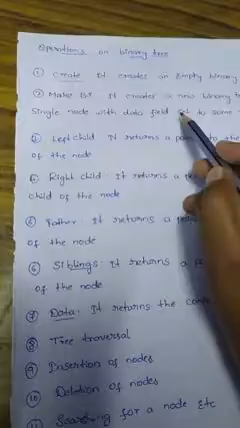 Operations on binary tree
① Create It creates an Empty binary
② Make BT It creates a new binary
Single node with data field Set to some
③ Left child It returns a to the
of the node
④ Right child It returns a
child of the node
⑤ Father It returns a
of the node
⑥ Siblings: It returns a
of the node
⑦ Data: It returns the
⑧ Tree traversal
⑨ Insertion of nodes
⑩ Deletion of nodes
⑪ Searching for a node Etc